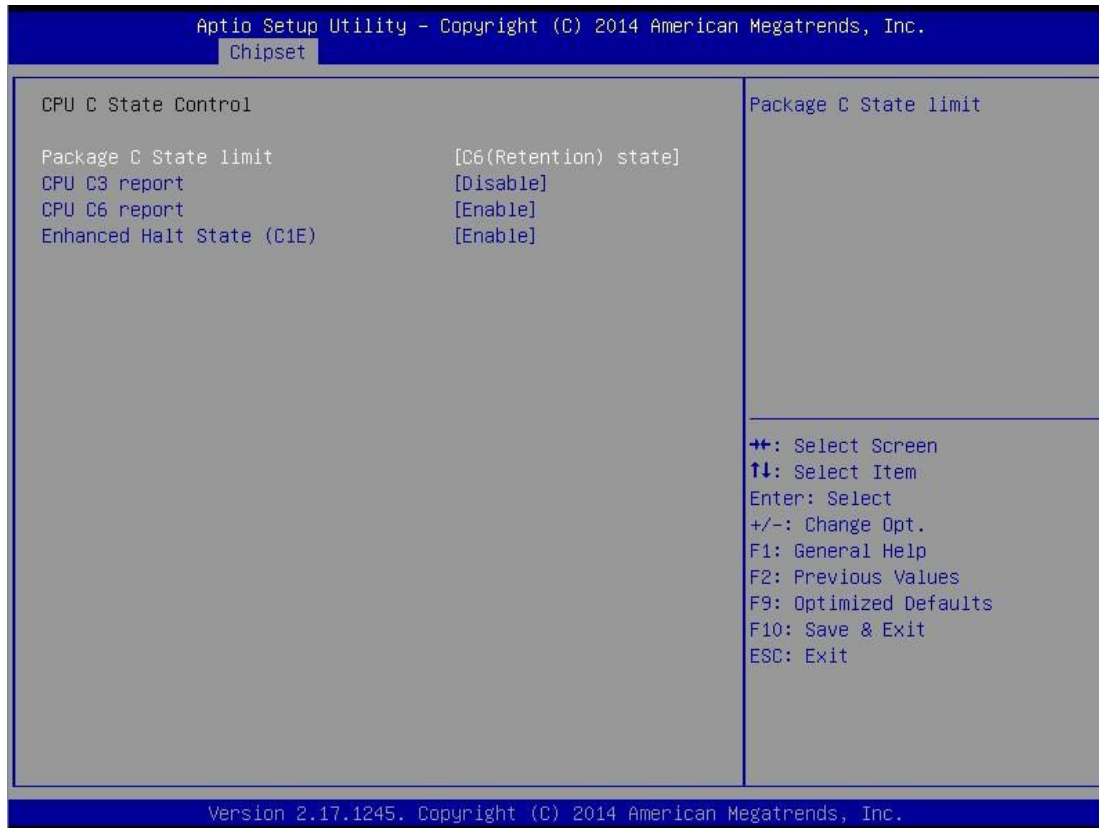 Aptio Setup Utility – Copyright (C) 2014 American Megatrends, Inc.
Chipset
CPU C State Control
Package C State limit [C6(Retention) state]
CPU C3 report [Disable]
CPU C6 report [Enable]
Enhanced Halt State (C1E) [Enable]
Package C State limit
→←: Select Screen
↑↓: Select Item
Enter: Select
+/-: Change Opt.
F1: General Help
F2: Previous Values
F9: Optimized Defaults
F10: Save & Exit
ESC: Exit
Version 2.17.1245. Copyright (C) 2014 American Megatrends, Inc.